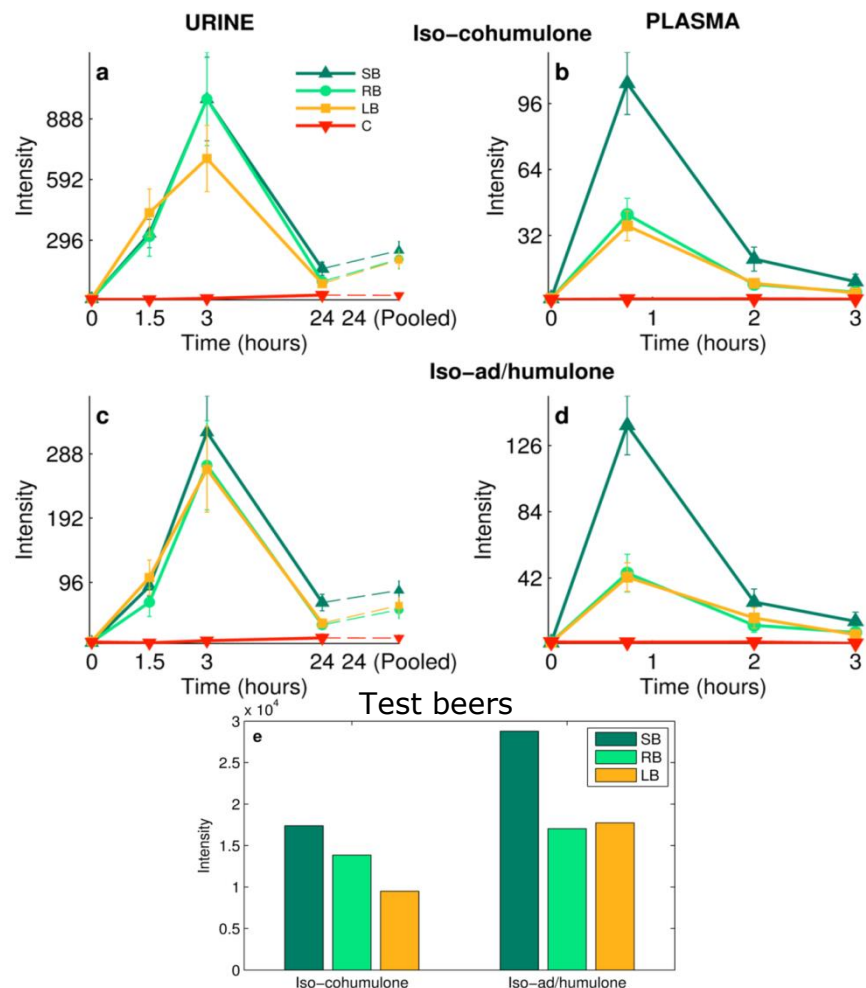 URINE
PLASMA
Iso-cohumulone
a
SB
RB
LB
C
888
592
296
Intensity
0 1.5 3 24 24 (Pooled)
Time (hours)
b
96
64
32
Intensity
0 1 2 3
Time (hours)
Iso-ad/humulone
c
288
192
96
Intensity
0 1.5 3 24 24 (Pooled)
Time (hours)
d
126
84
42
Intensity
0 1 2 3
Time (hours)
Test beers
x 10⁴
e
3
2.5
2
1.5
1
0.5
0
Intensity
SB
RB
LB
Iso-cohumulone Iso-ad/humulone